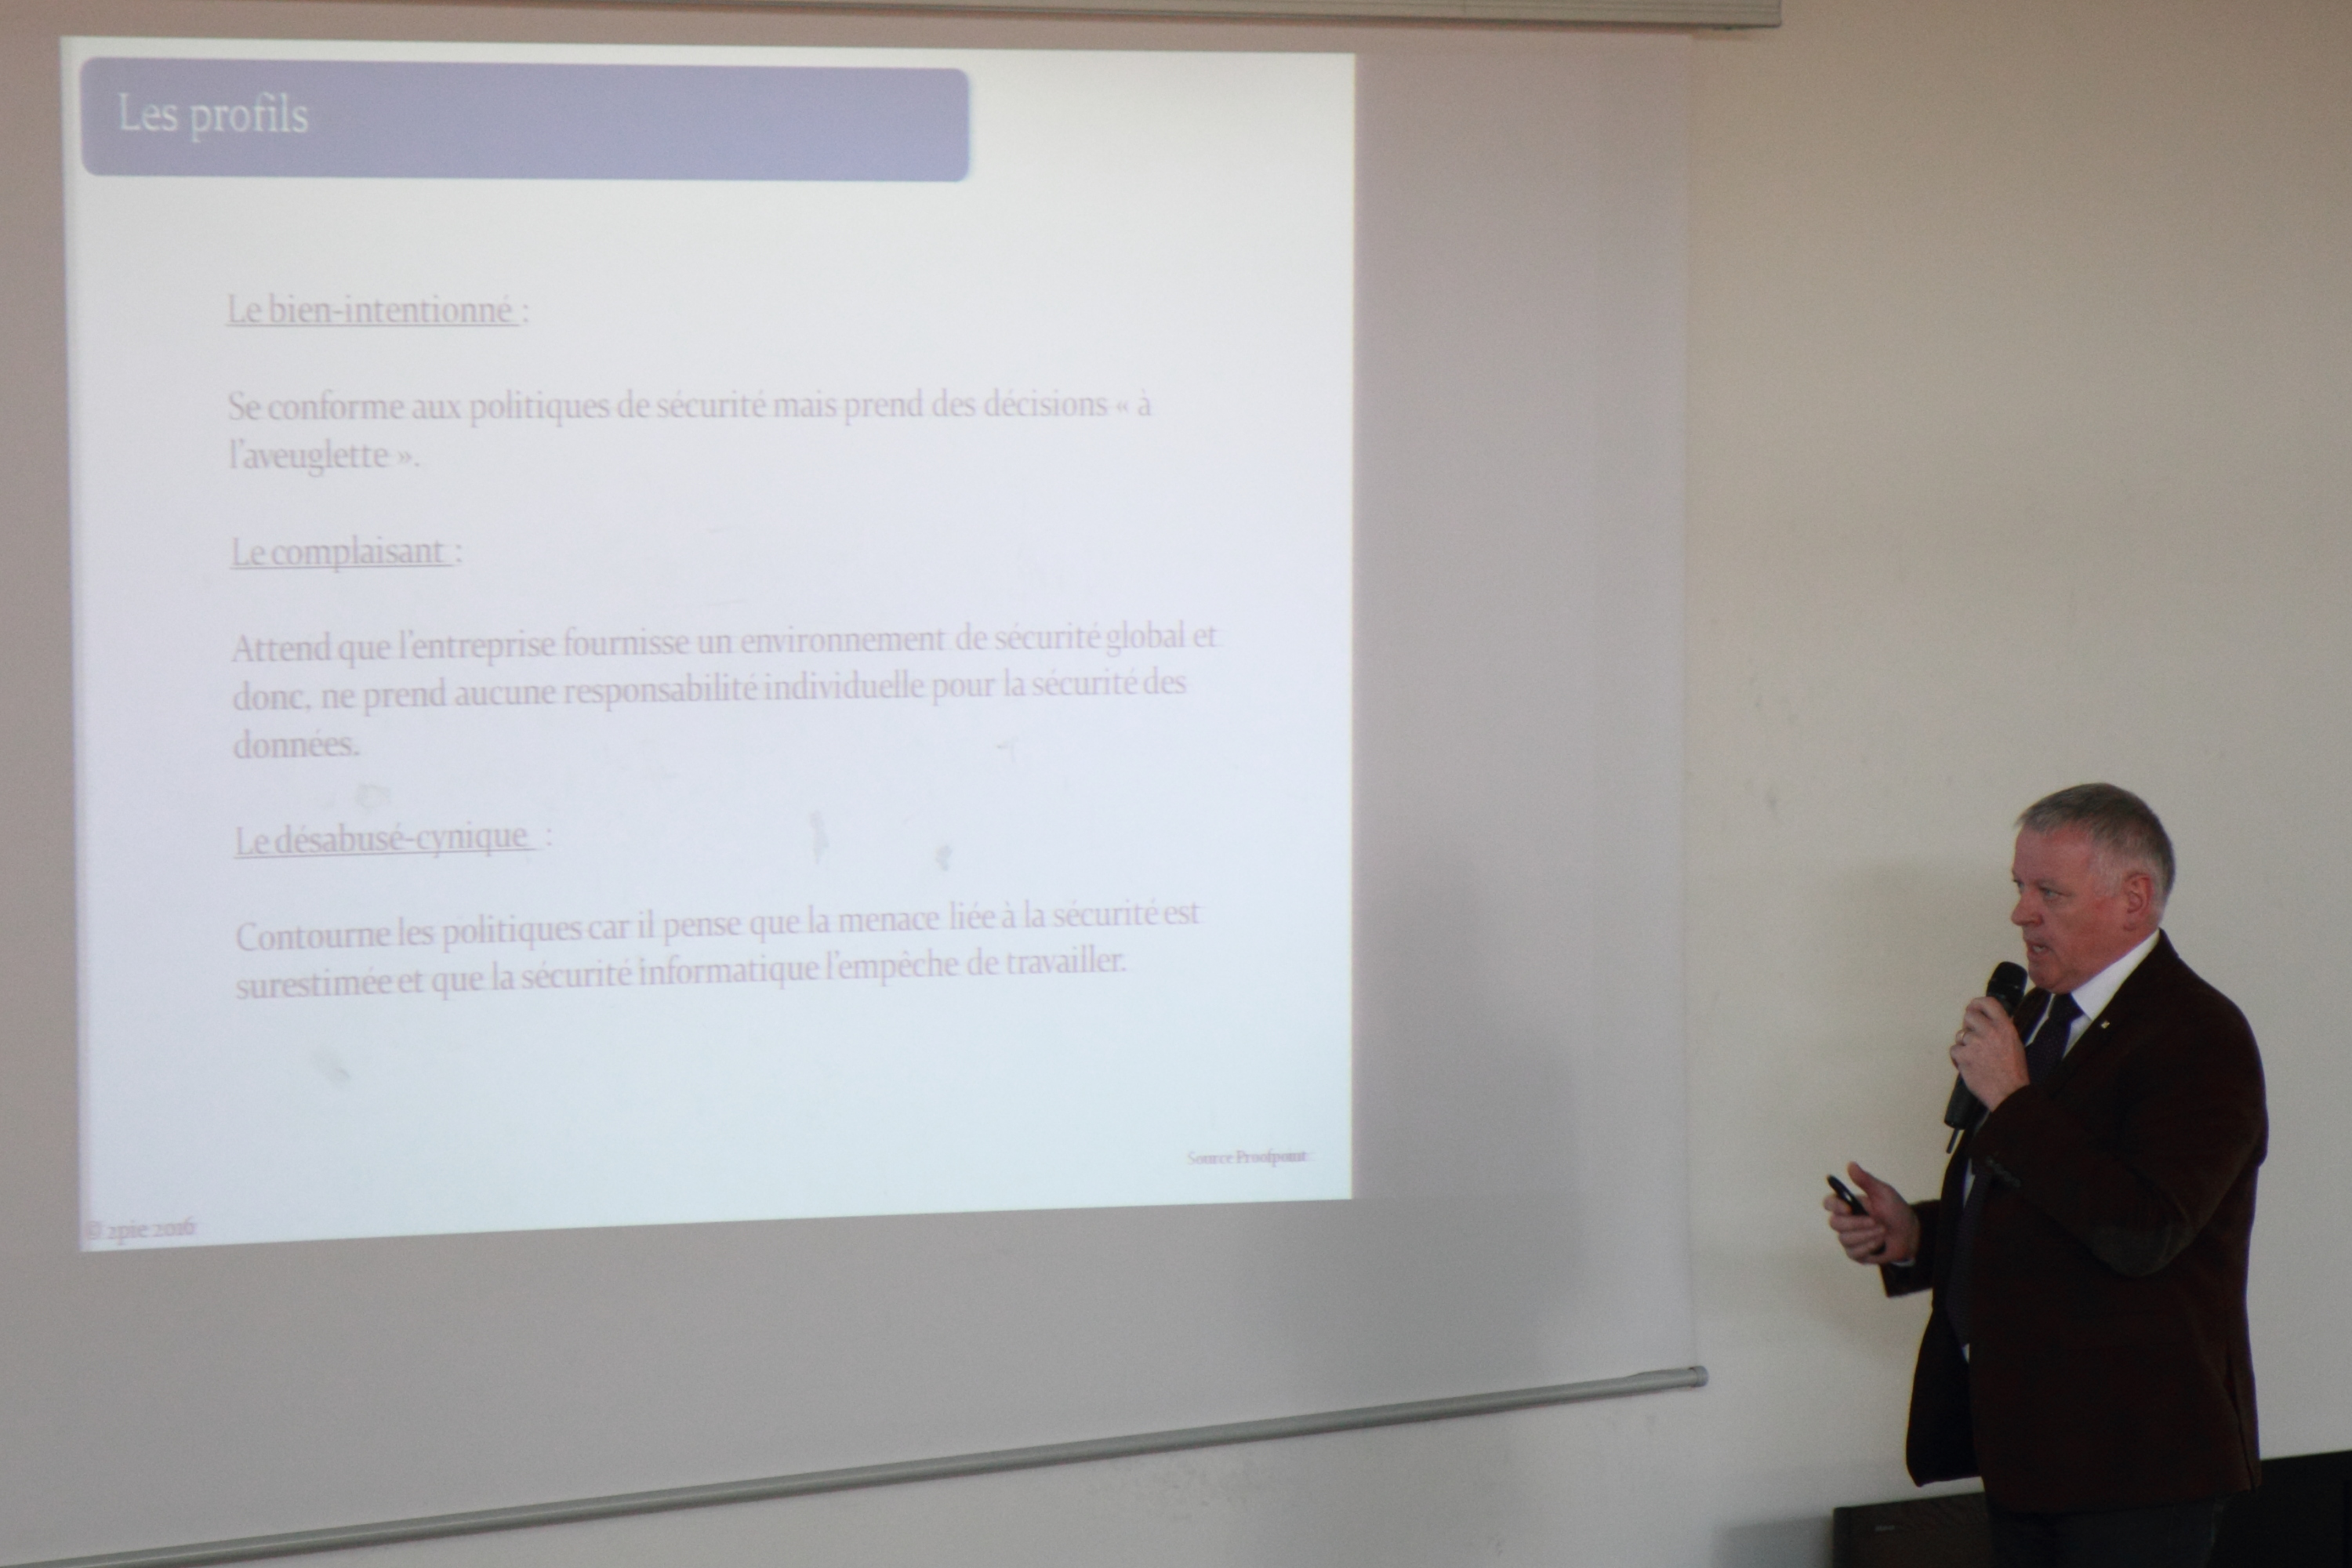 Les profils
Le bien-intentionné :
Se conforme aux politiques de sécurité mais prend des décisions « à
l'aveuglette ».
Le complaisant :
Attend que l'entreprise fournisse un environnement de sécurité global et
donc, ne prend aucune responsabilité individuelle pour la sécurité des
données.
Le désabusé-cynique :
Contourne les politiques car il pense que la menace liée à la sécurité est
surestimée et que la sécurité informatique l'empêche de travailler.
Source Proofpoint
© 2pie 2016